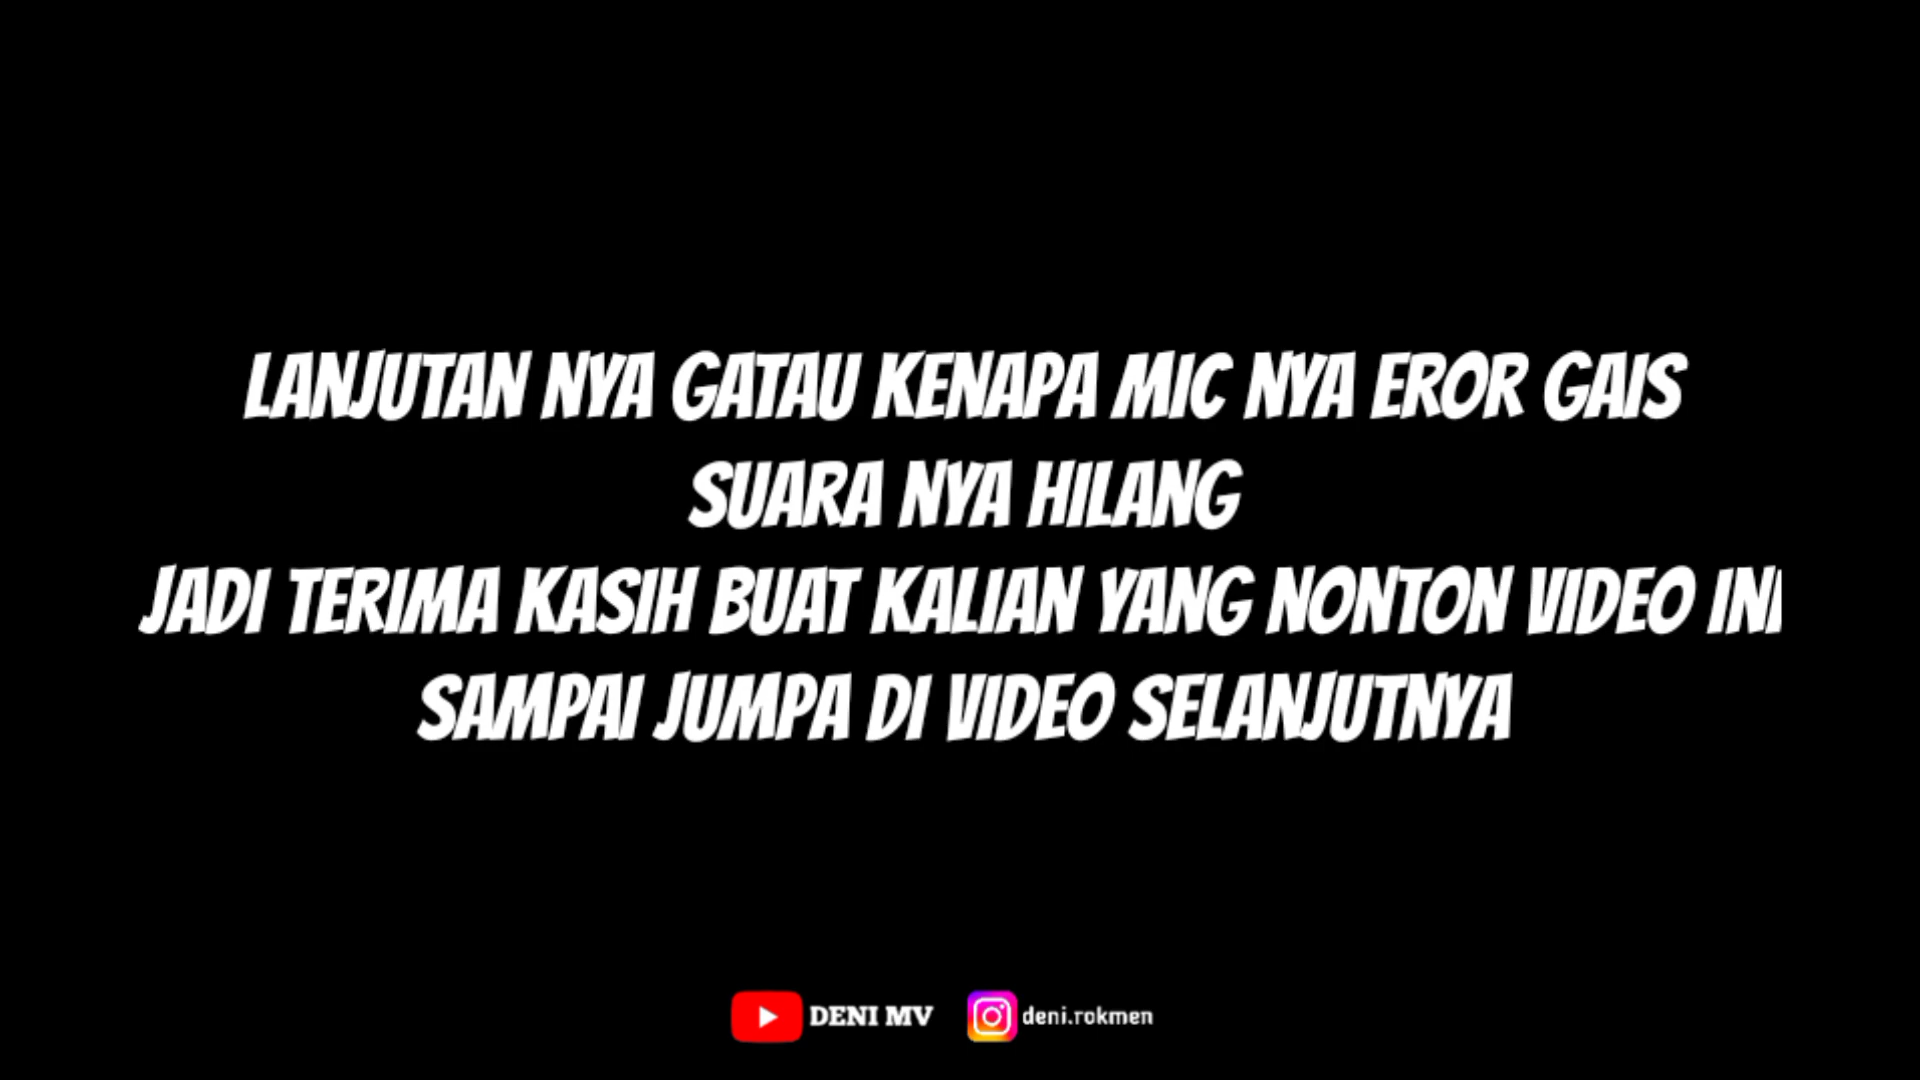 LANJUTAN NYA GATAU KENAPA MIC NYA EROR GAIS
SUARA NYA HILANG
JADI TERIMA KASIH BUAT KALIAN YANG NONTON VIDEO INI
SAMPAI JUMPA DI VIDEO SELANJUTNYA
DENI MV deni.rokmen